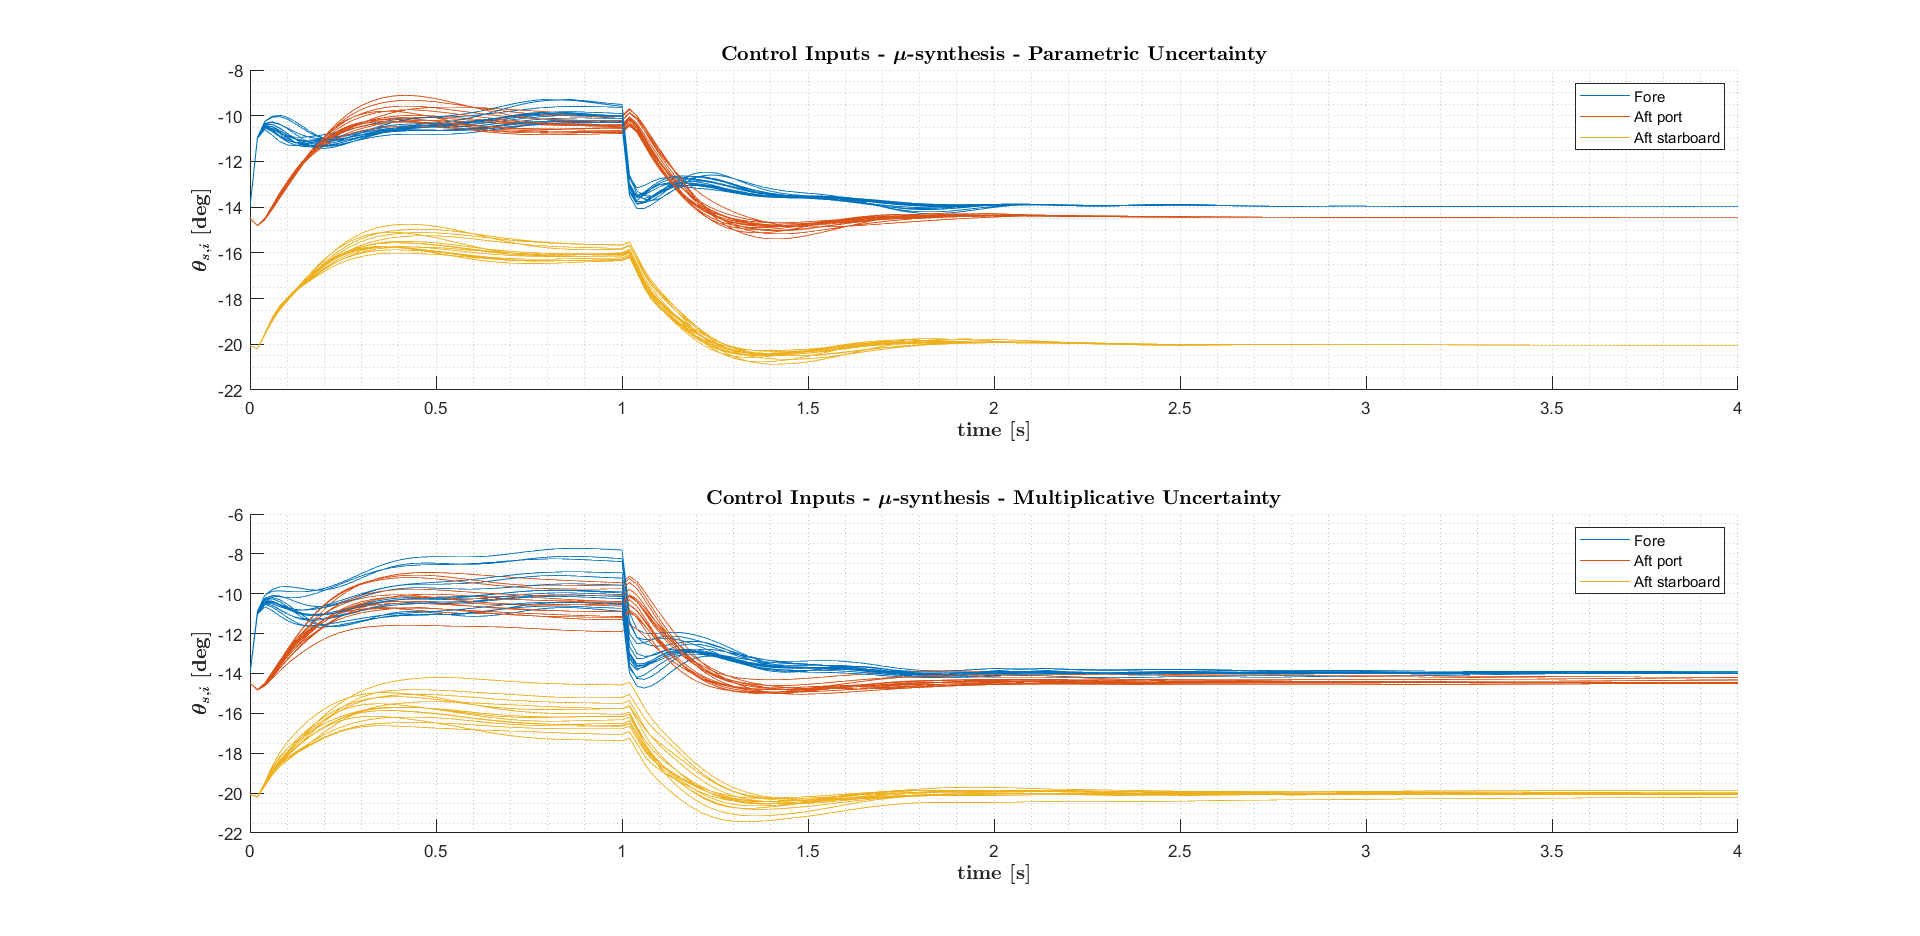 Control Inputs - μ-synthesis - Parametric Uncertainty
-8
-10
-12
-14
-16
-18
-20
-22
θs,i [deg]
Fore
Aft port
Aft starboard
0 0.5 1 1.5 2 2.5 3 3.5 4
time [s]
Control Inputs - μ-synthesis - Multiplicative Uncertainty
-6
-8
-10
-12
-14
-16
-18
-20
-22
θs,i [deg]
Fore
Aft port
Aft starboard
0 0.5 1 1.5 2 2.5 3 3.5 4
time [s]